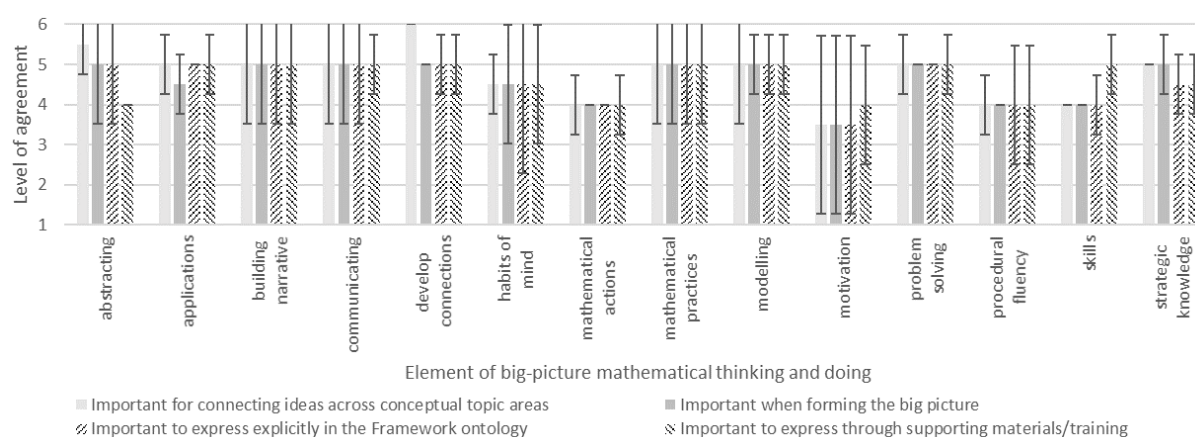 6
5
4
3
2
1
Level of agreement
abstracting
applications
building
narrative
communicating
develop
connections
habits of
mind
mathematical
actions
mathematical
practices
modelling
motivation
problem
solving
procedural
fluency
skills
strategic
knowledge
Element of big-picture mathematical thinking and doing
Important for connecting ideas across conceptual topic areas
Important when forming the big picture
Important to express explicitly in the Framework ontology
Important to express through supporting materials/training